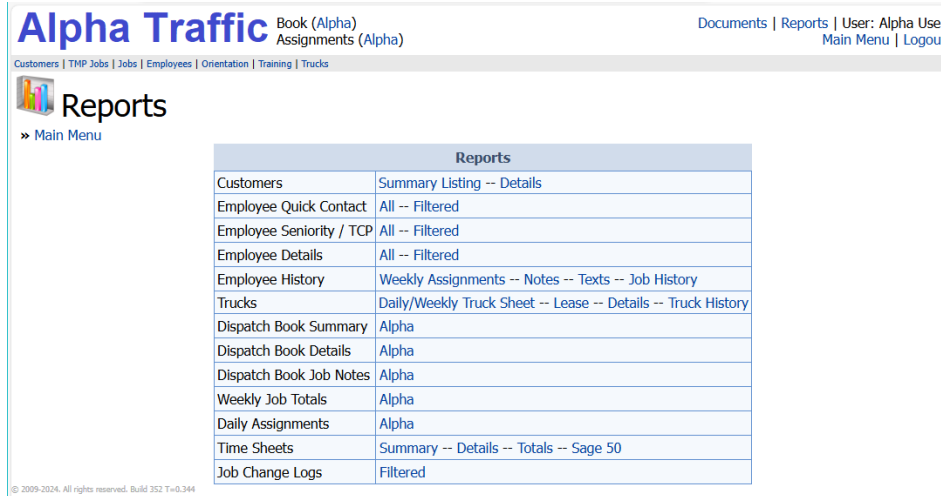 Alpha Traffic
Book (Alpha)
Assignments (Alpha)
Documents | Reports | User: Alpha Use
Main Menu | Logou
Customers | TMP Jobs | Jobs | Employees | Orientation | Training | Trucks
Reports
» Main Menu
Reports
Customers Summary Listing -- Details
Employee Quick Contact All -- Filtered
Employee Seniority / TCP All -- Filtered
Employee Details All -- Filtered
Employee History Weekly Assignments -- Notes -- Texts -- Job History
Trucks Daily/Weekly Truck Sheet -- Lease -- Details -- Truck History
Dispatch Book Summary Alpha
Dispatch Book Details Alpha
Dispatch Book Job Notes Alpha
Weekly Job Totals Alpha
Daily Assignments Alpha
Time Sheets Summary -- Details -- Totals -- Sage 50
Job Change Logs Filtered
© 2009-2024. All rights reserved. Build 352 T=0.344